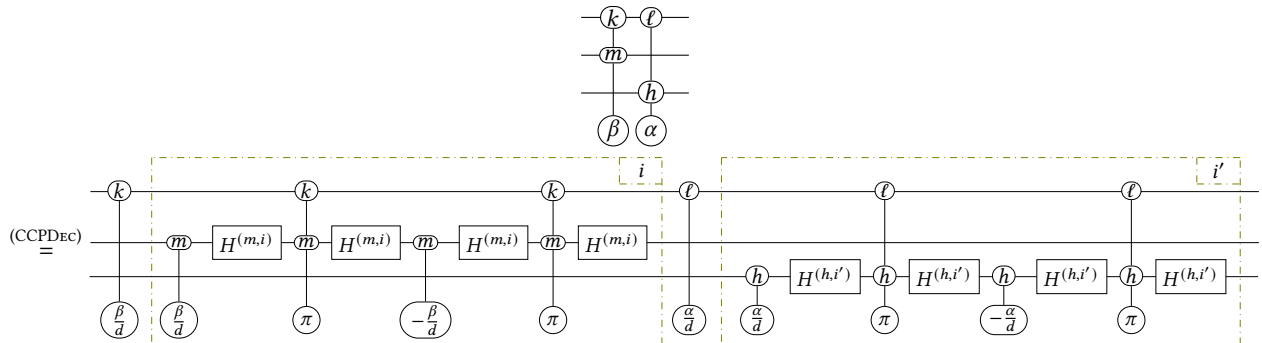 k ℓ
m
h
β α
i i′
k k k ℓ ℓ ℓ
(CCPDEC)
=
m H^(m,i) m H^(m,i) m H^(m,i) m H^(m,i)
h H^(h,i′) h H^(h,i′) h H^(h,i′) h H^(h,i′)
β/d β/d π −β/d π α/d α/d π −α/d π